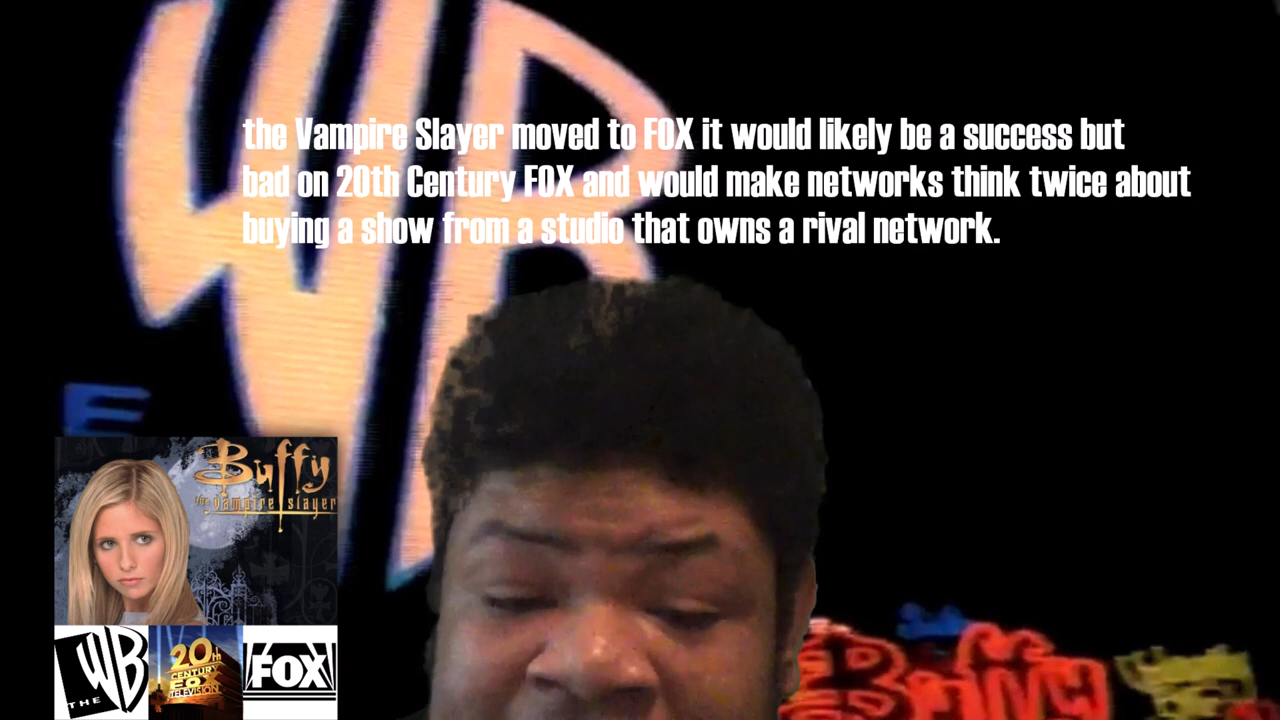 the Vampire Slayer moved to FOX it would likely be a success but
bad on 20th Century FOX and would make networks think twice about
buying a show from a studio that owns a rival network.
WB
E
Buffy
the vampire slayer
THE WB
20th
CENTURY
FOX
TELEVISION
FOX